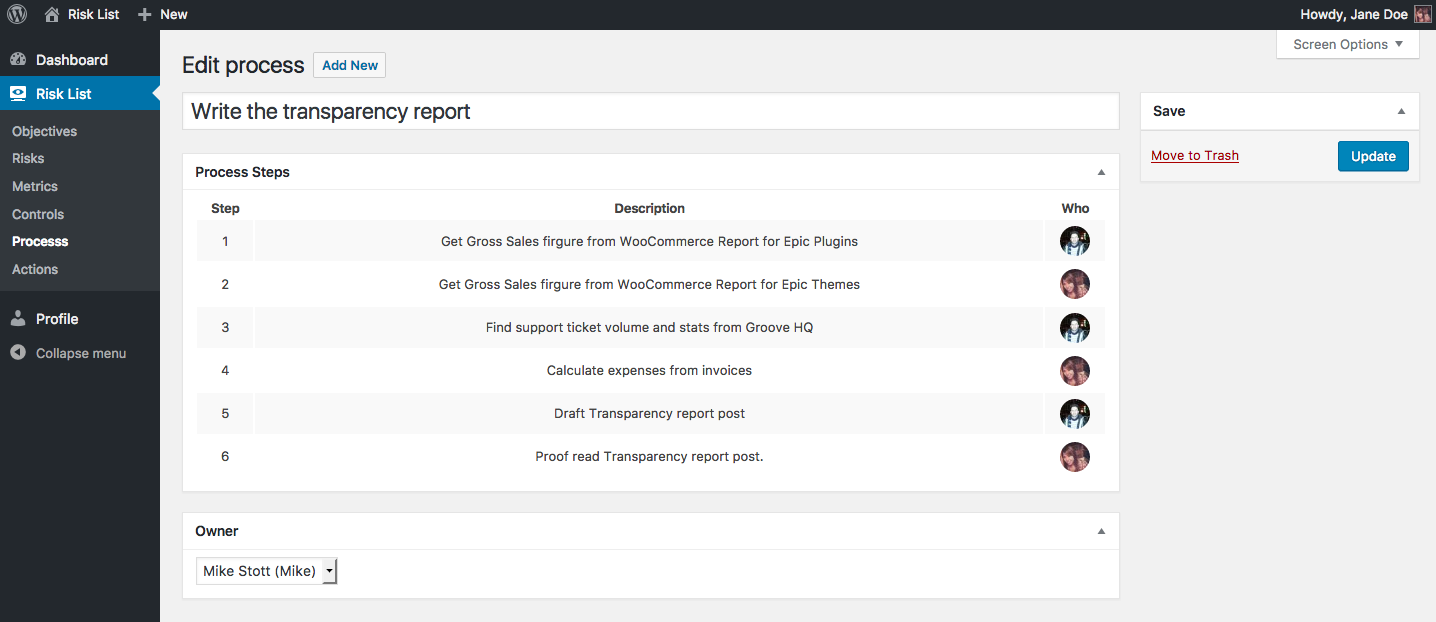 Risk List New Howdy, Jane Doe
Screen Options
Dashboard
Risk List
Objectives
Risks
Metrics
Controls
Processs
Actions
Profile
Collapse menu
Edit process Add New
Write the transparency report
Process Steps
Step Description Who
1 Get Gross Sales firgure from WooCommerce Report for Epic Plugins
2 Get Gross Sales firgure from WooCommerce Report for Epic Themes
3 Find support ticket volume and stats from Groove HQ
4 Calculate expenses from invoices
5 Draft Transparency report post
6 Proof read Transparency report post.
Owner
Mike Stott (Mike)
Save
Move to Trash Update